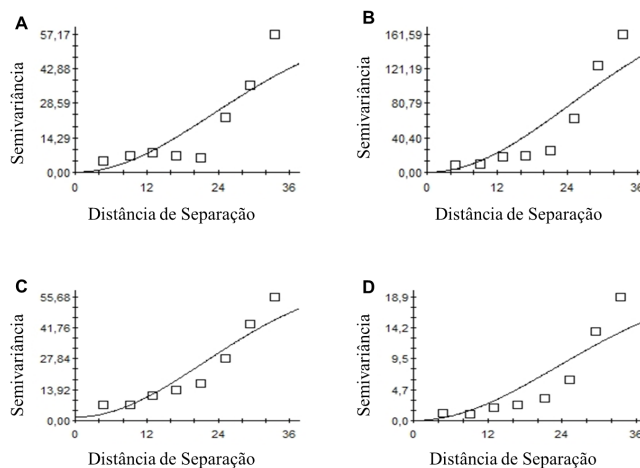 A
57,17
42,88
28,59
14,29
0,00
0 12 24 36
Semivariância
Distância de Separação
B
161,59
121,19
80,79
40,40
0,00
0 12 24 36
Semivariância
Distância de Separação
C
55,68
41,76
27,84
13,92
0,00
0 12 24 36
Semivariância
Distância de Separação
D
18,9
14,2
9,5
4,7
0,00
0 12 24 36
Semivariância
Distância de Separação